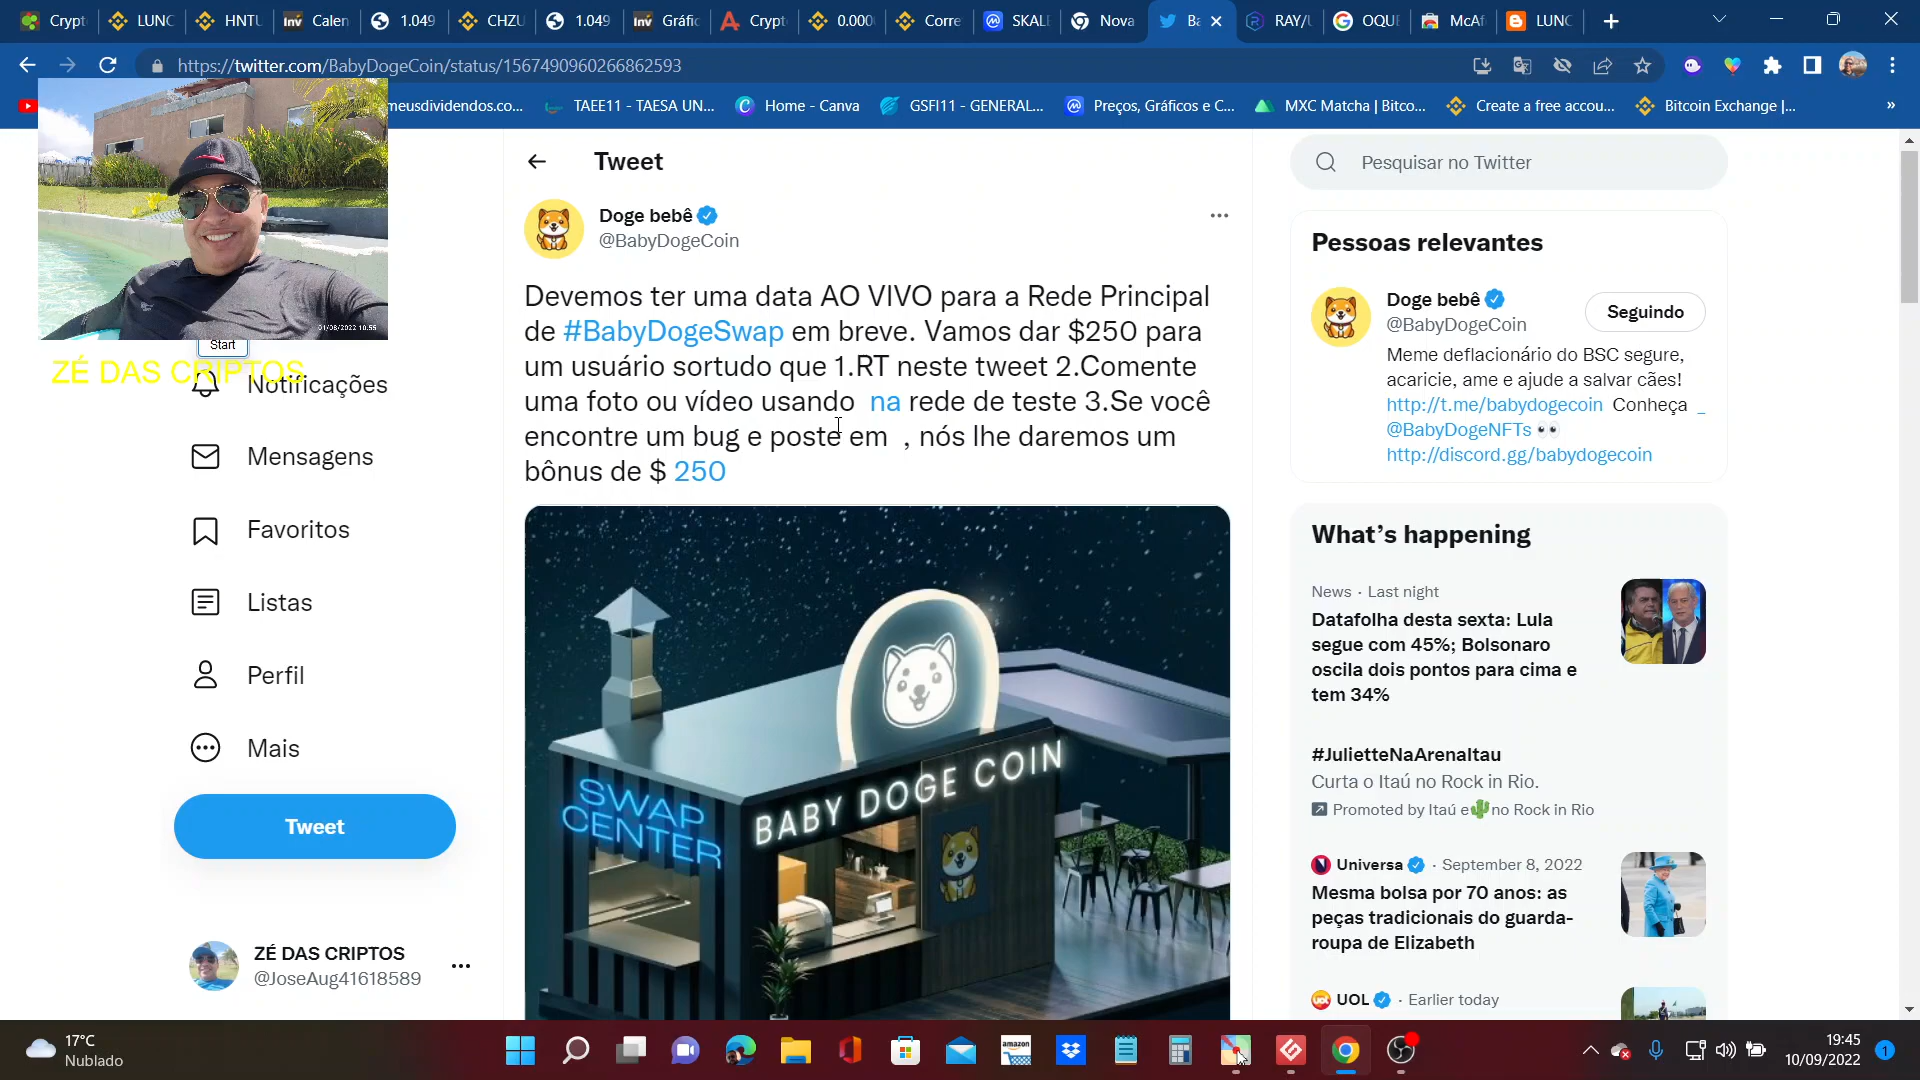 Crypt
LUNC
HNTU
Calen
1.049
CHZU
1.049
Gráfic
Crypt
0.000
Corre
SKALE
Nova
Ba
RAY/U
OQUE
McAf
LUNC
https://twitter.com/BabyDogeCoin/status/1567490960266862593
meusdividendos.co...
TAEE11 - TAESA UN...
Home - Canva
GSFI11 - GENERAL...
Preços, Gráficos e C...
MXC Matcha | Bitco...
Create a free accou...
Bitcoin Exchange |...
»
01/08/2022 10:55
Start
ZÉ DAS CRIPTOS
Notificações
Mensagens
Favoritos
Listas
Perfil
Mais
Tweet
ZÉ DAS CRIPTOS
@JoseAug41618589
Tweet
Doge bebê
@BabyDogeCoin
Devemos ter uma data AO VIVO para a Rede Principal
de #BabyDogeSwap em breve. Vamos dar $250 para
um usuário sortudo que 1.RT neste tweet 2.Comente
uma foto ou vídeo usando na rede de teste 3.Se você
encontre um bug e poste em , nós lhe daremos um
bônus de $ 250
SWAP
CENTER
BABY DOGE COIN
Pesquisar no Twitter
Pessoas relevantes
Doge bebê
@BabyDogeCoin
Seguindo
Meme deflacionário do BSC segure,
acaricie, ame e ajude a salvar cães!
http://t.me/babydogecoin Conheça _
@BabyDogeNFTs 👀
http://discord.gg/babydogecoin
What's happening
News · Last night
Datafolha desta sexta: Lula
segue com 45%; Bolsonaro
oscila dois pontos para cima e
tem 34%
#JulietteNaArenaItau
Curta o Itaú no Rock in Rio.
Promoted by Itaú e🌵no Rock in Rio
Universa · September 8, 2022
Mesma bolsa por 70 anos: as
peças tradicionais do guarda-
roupa de Elizabeth
UOL · Earlier today
17°C
Nublado
amazon
19:45
10/09/2022
1